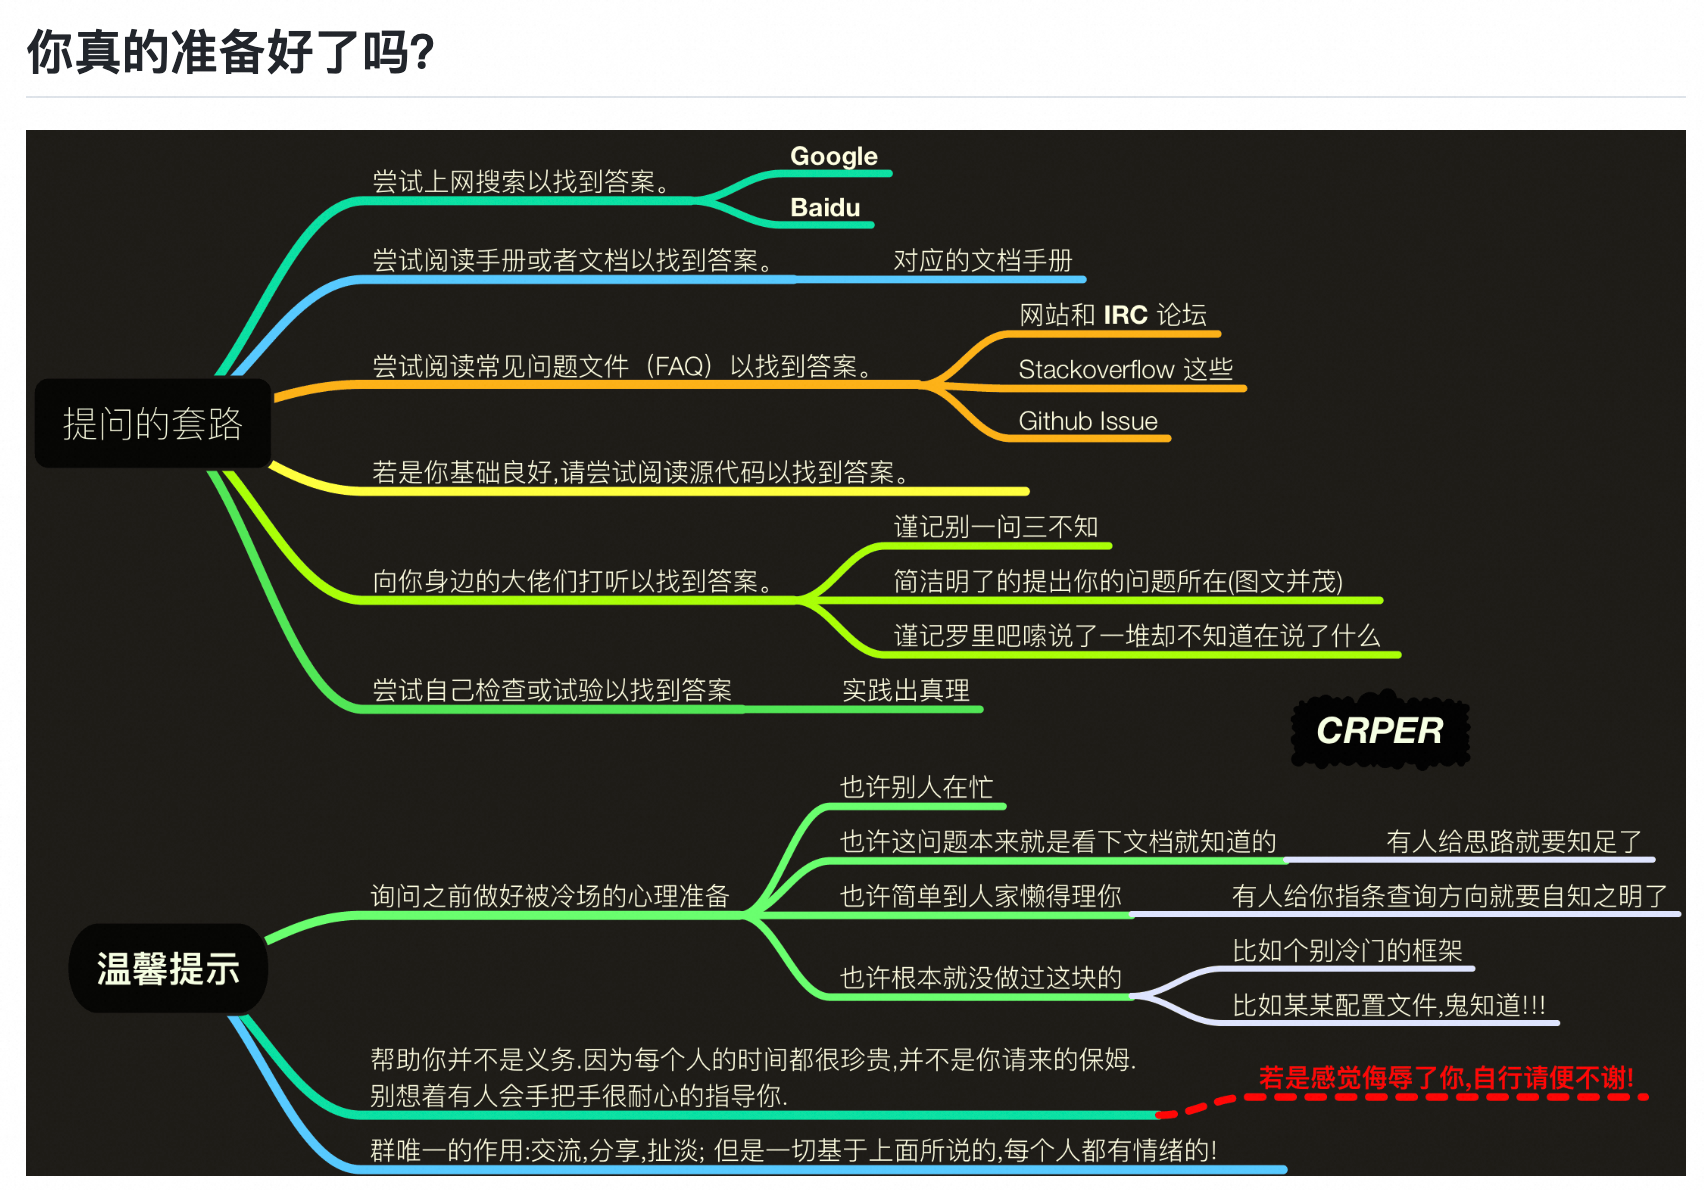 你真的准备好了吗?
提问的套路
尝试上网搜索以找到答案。
Google
Baidu
尝试阅读手册或者文档以找到答案。
对应的文档手册
尝试阅读常见问题文件（FAQ）以找到答案。
网站和 IRC 论坛
Stackoverflow 这些
Github Issue
若是你基础良好,请尝试阅读源代码以找到答案。
向你身边的大佬们打听以找到答案。
谨记别一问三不知
简洁明了的提出你的问题所在(图文并茂)
谨记罗里吧嗦说了一堆却不知道在说了什么
尝试自己检查或试验以找到答案
实践出真理
CRPER
温馨提示
询问之前做好被冷场的心理准备
也许别人在忙
也许这问题本来就是看下文档就知道的
有人给思路就要知足了
也许简单到人家懒得理你
有人给你指条查询方向就要自知之明了
也许根本就没做过这块的
比如个别冷门的框架
比如某某配置文件,鬼知道!!!
帮助你并不是义务.因为每个人的时间都很珍贵,并不是你请来的保姆.
别想着有人会手把手很耐心的指导你.
若是感觉侮辱了你,自行请便不谢!
群唯一的作用:交流,分享,扯淡; 但是一切基于上面所说的,每个人都有情绪的!